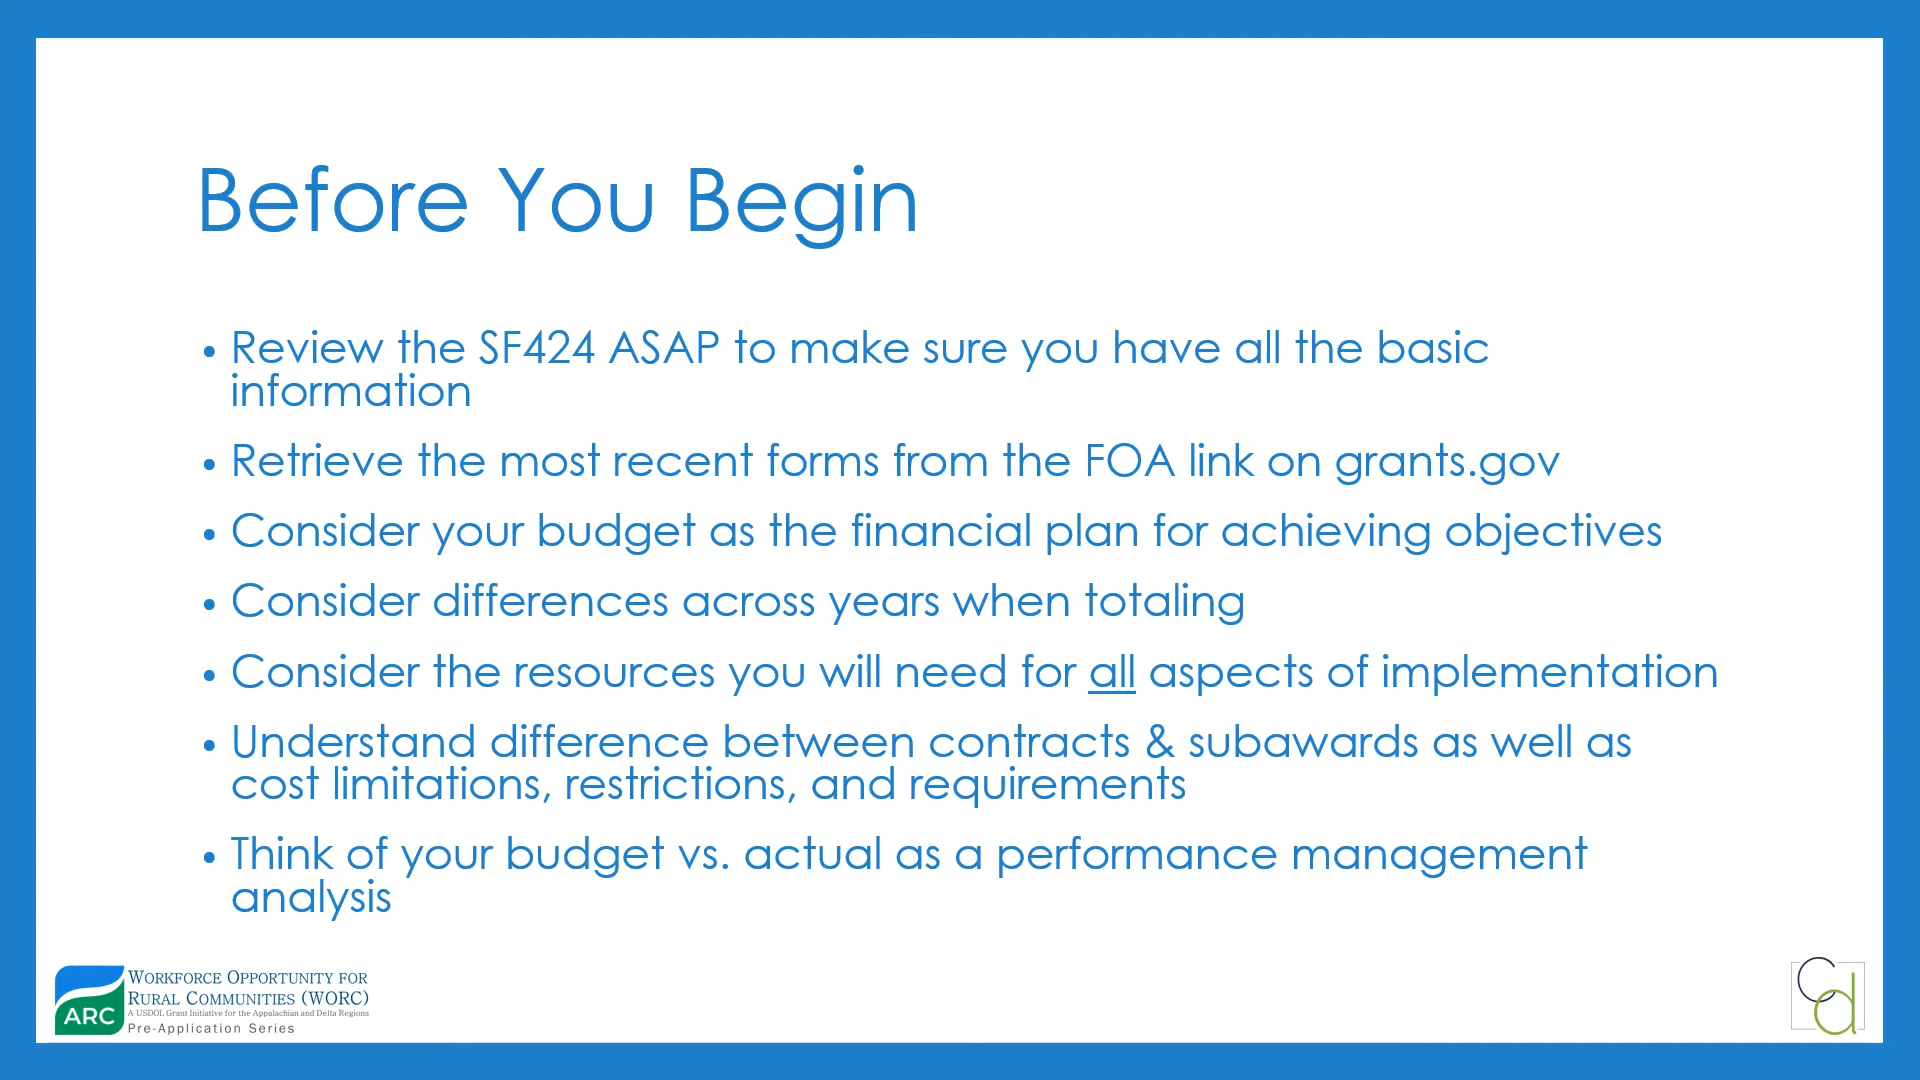 Before You Begin
• Review the SF424 ASAP to make sure you have all the basic
information
• Retrieve the most recent forms from the FOA link on grants.gov
• Consider your budget as the financial plan for achieving objectives
• Consider differences across years when totaling
• Consider the resources you will need for all aspects of implementation
• Understand difference between contracts & subawards as well as
cost limitations, restrictions, and requirements
• Think of your budget vs. actual as a performance management
analysis
ARC
Workforce Opportunity for
Rural Communities (WORC)
A USDOL Grant Initiative for the Appalachian and Delta Regions
Pre-Application Series
cd